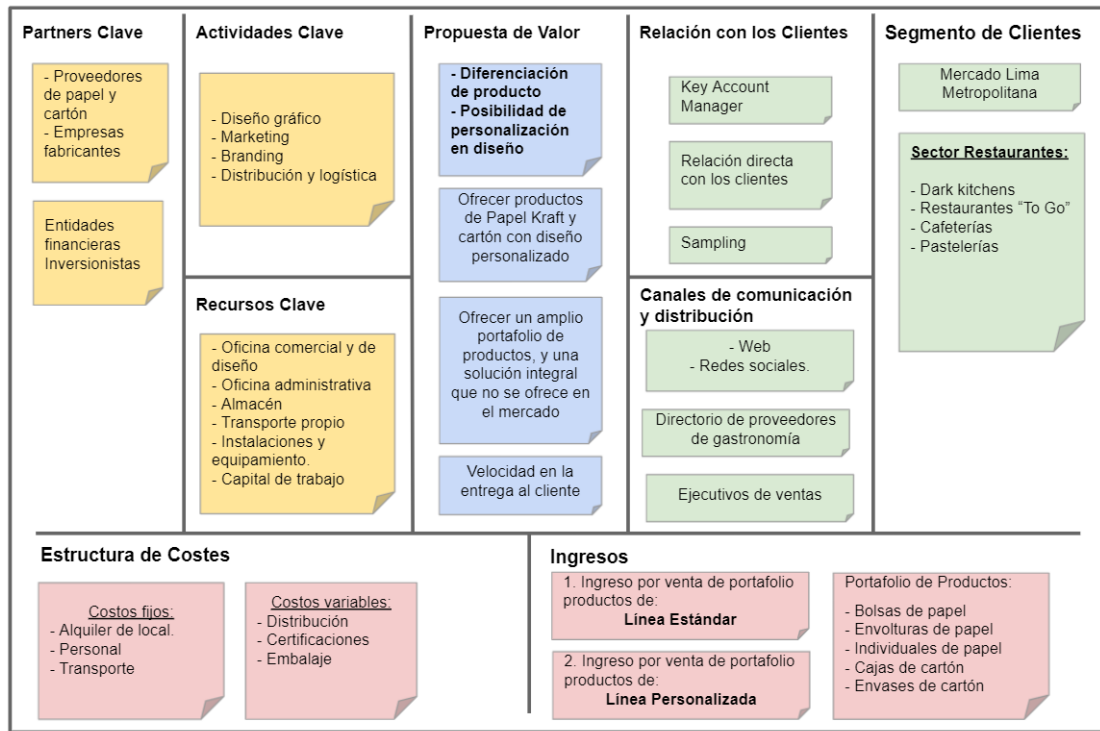 Partners Clave
- Proveedores
de papel y
cartón
- Empresas
fabricantes
Entidades
financieras
Inversionistas
Actividades Clave
- Diseño gráfico
- Marketing
- Branding
- Distribución y logística
Recursos Clave
- Oficina comercial y de
diseño
- Oficina administrativa
- Almacén
- Transporte propio
- Instalaciones y
equipamiento.
- Capital de trabajo
Propuesta de Valor
- Diferenciación
de producto
- Posibilidad de
personalización
en diseño
Ofrecer productos
de Papel Kraft y
cartón con diseño
personalizado
Ofrecer un amplio
portafolio de
productos, y una
solución integral
que no se ofrece en
el mercado
Velocidad en la
entrega al cliente
Relación con los Clientes
Key Account
Manager
Relación directa
con los clientes
Sampling
Canales de comunicación
y distribución
- Web
- Redes sociales.
Directorio de proveedores
de gastronomía
Ejecutivos de ventas
Segmento de Clientes
Mercado Lima
Metropolitana
Sector Restaurantes:
- Dark kitchens
- Restaurantes “To Go”
- Cafeterías
- Pastelerías
Estructura de Costes
Costos fijos:
- Alquiler de local.
- Personal
- Transporte
Costos variables:
- Distribución
- Certificaciones
- Embalaje
Ingresos
1. Ingreso por venta de portafolio
productos de:
Línea Estándar
2. Ingreso por venta de portafolio
productos de:
Línea Personalizada
Portafolio de Productos:
- Bolsas de papel
- Envolturas de papel
- Individuales de papel
- Cajas de cartón
- Envases de cartón